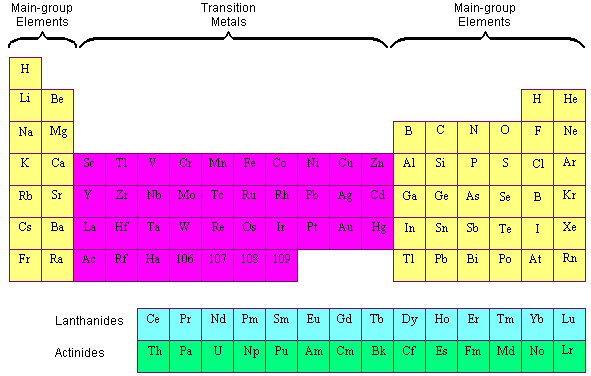 Main-group Elements
Transition Metals
Main-group Elements
H
Li Be H He
Na Mg B C N O F Ne
K Ca Sc Tl V Cr Mn Fe Co Ni Cu Zn Al Si P S Cl Ar
Rb Sr Y Zr Nb Mo Tc Ru Rh Pb Ag Cd Ga Ge As Se B Kr
Cs Ba La Hf Ta W Re Os Ir Pt Au Hg In Sn Sb Te I Xe
Fr Ra Ac Rf Ha 106 107 108 109 Tl Pb Bi Po At Rn
Lanthanides Ce Pr Nd Pm Sm Eu Gd Tb Dy Ho Er Tm Yb Lu
Actinides Th Pa U Np Pu Am Cm Bk Cf Es Fm Md No Lr